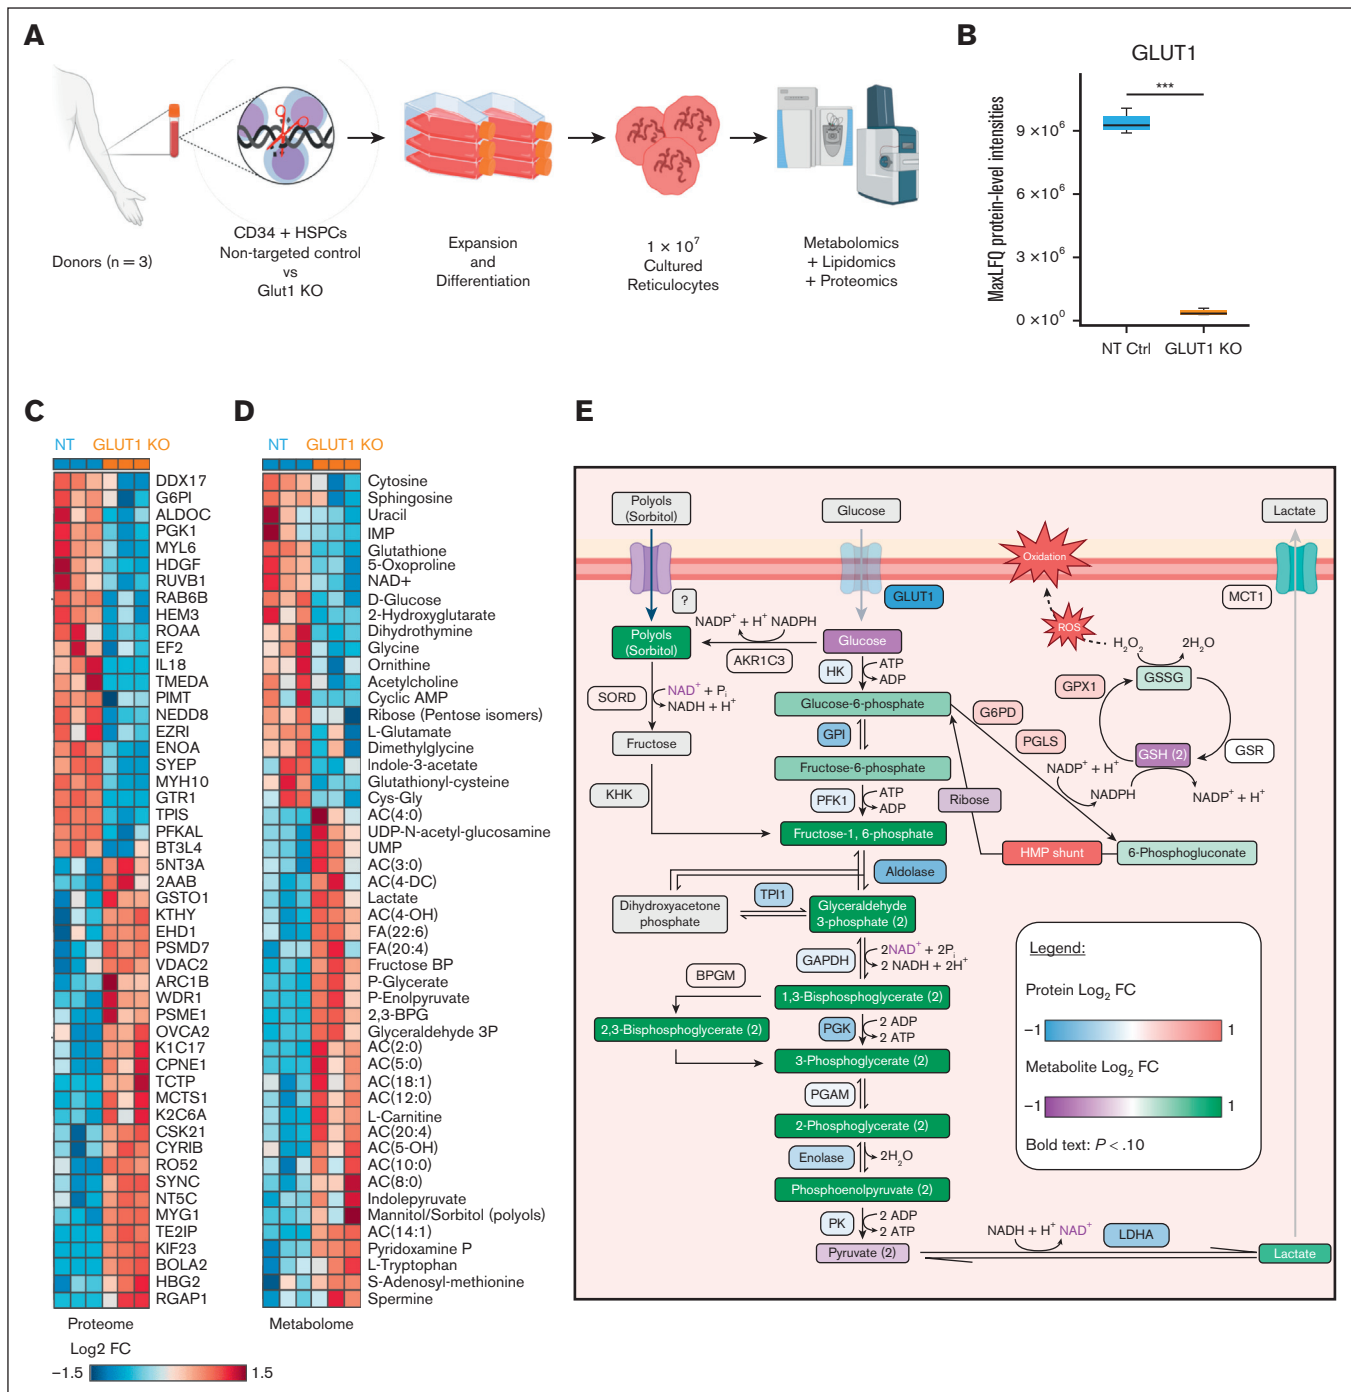 A
Donors (n = 3)
CD34 + HSPCs
Non-targeted control
vs
Glut1 KO
Expansion
and
Differentiation
1 × 10⁷
Cultured
Reticulocytes
Metabolomics
+ Lipidomics
+ Proteomics
B
GLUT1
***
MaxLFQ protein-level intensities
9 ×10⁶
6 ×10⁶
3 ×10⁶
0 ×10⁰
NT Ctrl GLUT1 KO
C
NT GLUT1 KO
DDX17
G6PI
ALDOC
PGK1
MYL6
HDGF
RUVB1
RAB6B
HEM3
ROAA
EF2
IL18
TMEDA
PIMT
NEDD8
EZRI
ENOA
SYEP
MYH10
GTR1
TPIS
PFKAL
BT3L4
5NT3A
2AAB
GSTO1
KTHY
EHD1
PSMD7
VDAC2
ARC1B
WDR1
PSME1
OVCA2
K1C17
CPNE1
TCTP
MCTS1
K2C6A
CSK21
CYRIB
RO52
SYNC
NT5C
MYG1
TE2IP
KIF23
BOLA2
HBG2
RGAP1
Proteome
Log2 FC
−1.5 1.5
D
NT GLUT1 KO
Cytosine
Sphingosine
Uracil
IMP
Glutathione
5-Oxoproline
NAD+
D-Glucose
2-Hydroxyglutarate
Dihydrothymine
Glycine
Ornithine
Acetylcholine
Cyclic AMP
Ribose (Pentose isomers)
L-Glutamate
Dimethylglycine
Indole-3-acetate
Glutathionyl-cysteine
Cys-Gly
AC(4:0)
UDP-N-acetyl-glucosamine
UMP
AC(3:0)
AC(4-DC)
Lactate
AC(4-OH)
FA(22:6)
FA(20:4)
Fructose BP
P-Glycerate
P-Enolpyruvate
2,3-BPG
Glyceraldehyde 3P
AC(2:0)
AC(5:0)
AC(18:1)
AC(12:0)
L-Carnitine
AC(20:4)
AC(5-OH)
AC(10:0)
AC(8:0)
Indolepyruvate
Mannitol/Sorbitol (polyols)
AC(14:1)
Pyridoxamine P
L-Tryptophan
S-Adenosyl-methionine
Spermine
Metabolome
E
Polyols
(Sorbitol)
Glucose
Lactate
Oxidation
?
GLUT1
MCT1
ROS
Polyols
(Sorbitol)
NADP⁺ + H⁺ NADPH
Glucose
AKR1C3
H₂O₂ 2H₂O
GSSG
GPX1
HK
ATP
ADP
SORD
NAD⁺ + Pᵢ
NADH + H⁺
Glucose-6-phosphate
G6PD
PGLS
GSH (2)
GSR
GPI
Fructose
Fructose-6-phosphate
NADP⁺ + H⁺
NADPH
NADP⁺ + H⁺
KHK
PFK1
ATP
ADP
Ribose
Fructose-1, 6-phosphate
HMP shunt
6-Phosphogluconate
Aldolase
TPI1
Dihydroxyacetone
phosphate
Glyceraldehyde
3-phosphate (2)
GAPDH
2NAD⁺ + 2Pᵢ
2 NADH + 2H⁺
BPGM
1,3-Bisphosphoglycerate (2)
2,3-Bisphosphoglycerate (2)
PGK
2 ADP
2 ATP
3-Phosphoglycerate (2)
PGAM
2-Phosphoglycerate (2)
Enolase
2H₂O
Phosphoenolpyruvate (2)
PK
2 ADP
2 ATP
Pyruvate (2)
NADH + H⁺ NAD⁺
LDHA
Lactate
Legend:
Protein Log₂ FC
−1 1
Metabolite Log₂ FC
−1 1
Bold text: P < .10